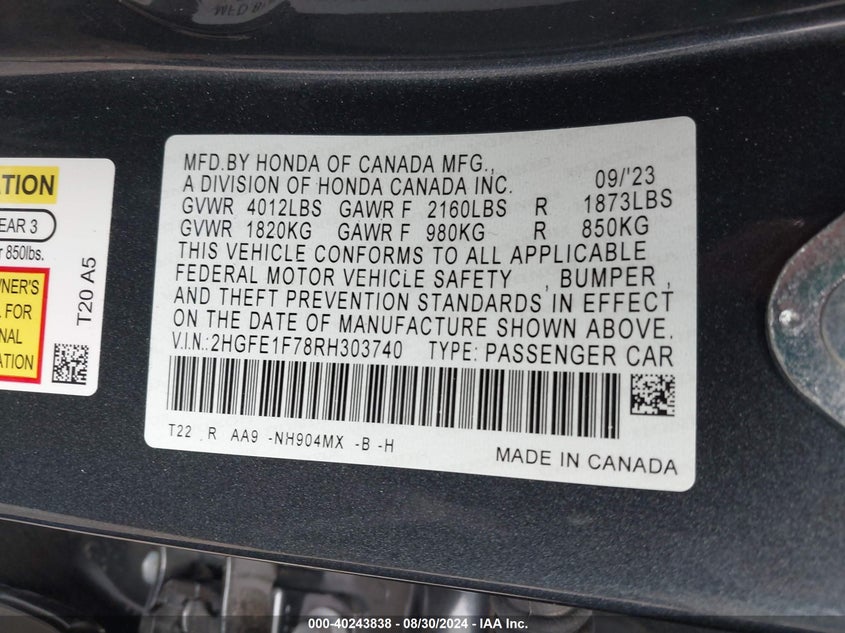 MFD.BY HONDA OF CANADA MFG.,
A DIVISION OF HONDA CANADA INC. 09/'23
GVWR 4012LBS GAWR F 2160LBS R 1873LBS
GVWR 1820KG GAWR F 980KG R 850KG
THIS VEHICLE CONFORMS TO ALL APPLICABLE
FEDERAL MOTOR VEHICLE SAFETY , BUMPER ,
AND THEFT PREVENTION STANDARDS IN EFFECT
ON THE DATE OF MANUFACTURE SHOWN ABOVE.
V.I.N: 2HGFE1F78RH303740 TYPE: PASSENGER CAR
T22 R AA9 -NH904MX -B -H
MADE IN CANADA
EAR 3
850lbs.
WNER'S
FOR
T20 A5
000-40243838 - 08/30/2024 - IAA Inc.